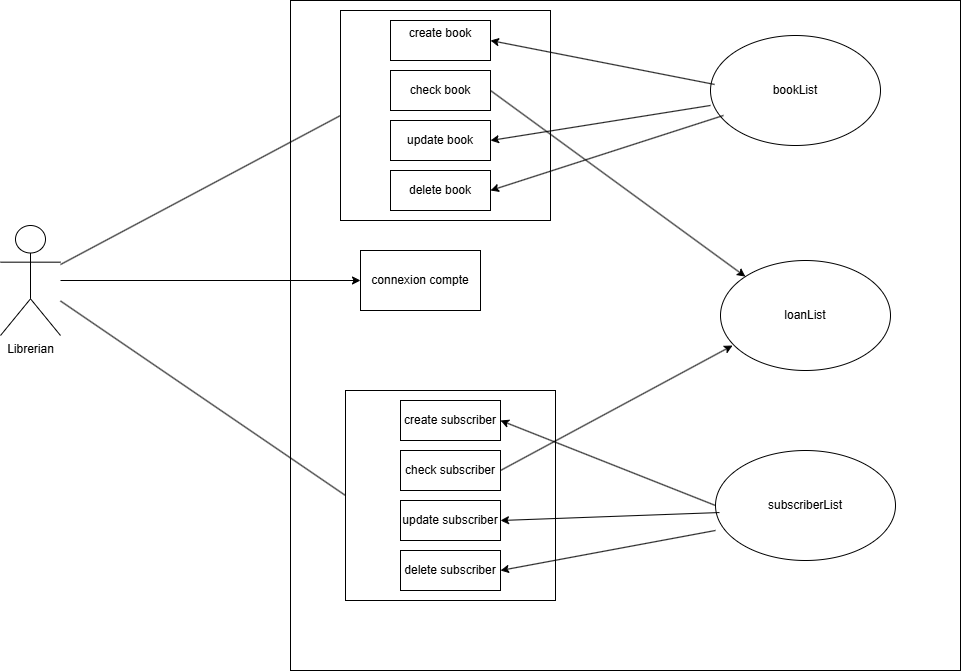 create book
check book
update book
delete book
bookList
connexion compte
loanList
Librerian
create subscriber
check subscriber
update subscriber
delete subscriber
subscriberList